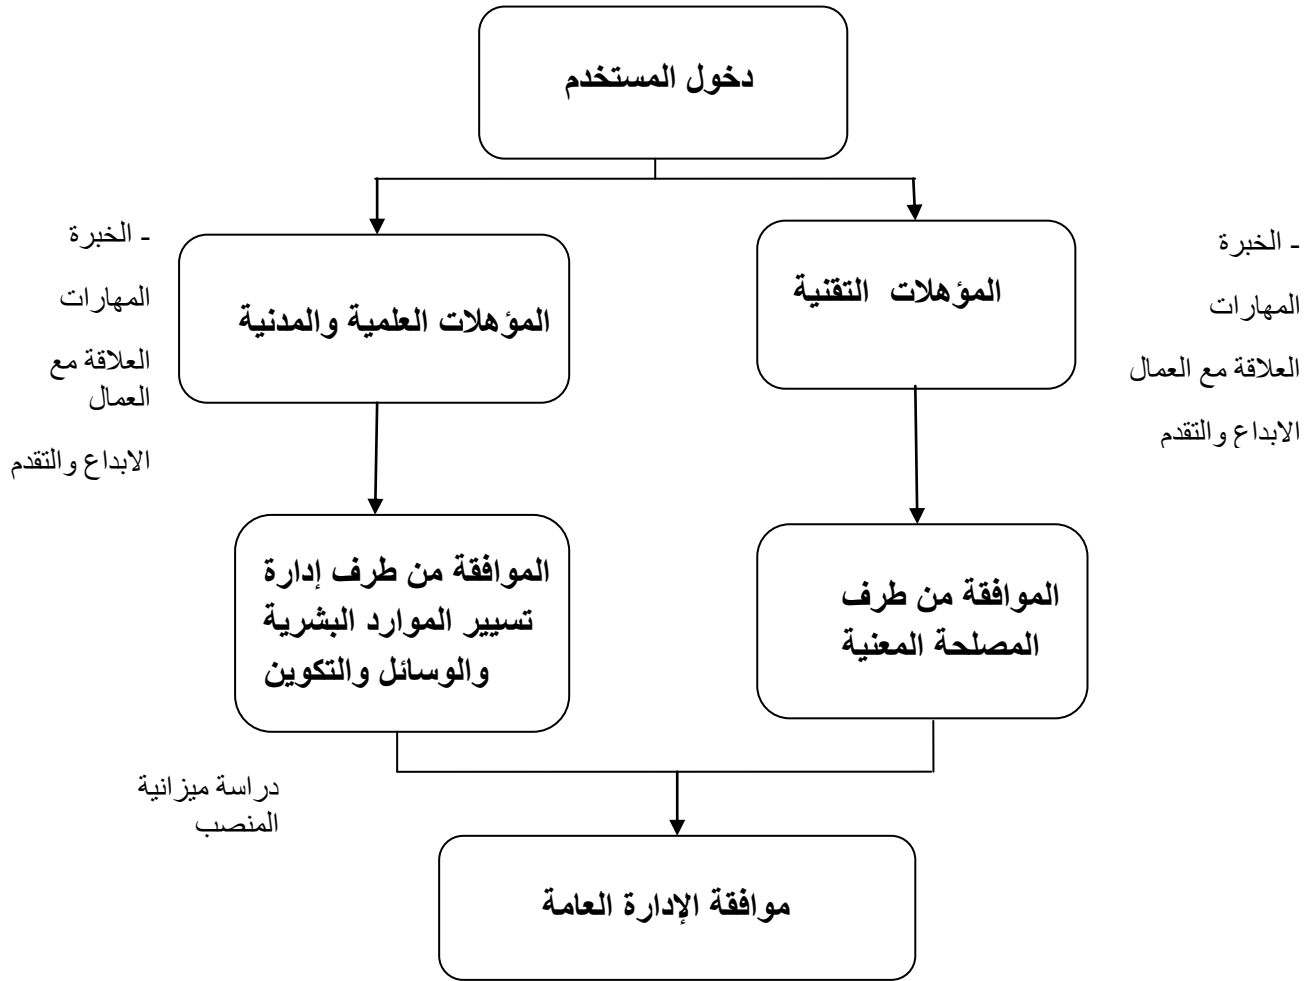 دخول المستخدم
- الخبرة
المهارات
العلاقة مع العمال
الابداع والتقدم
المؤهلات التقنية
المؤهلات العلمية والمدنية
- الخبرة
المهارات
العلاقة مع
العمال
الابداع والتقدم
الموافقة من طرف
المصلحة المعنية
الموافقة من طرف إدارة
تسيير الموارد البشرية
والوسائل والتكوين
دراسة ميزانية
المنصب
موافقة الإدارة العامة